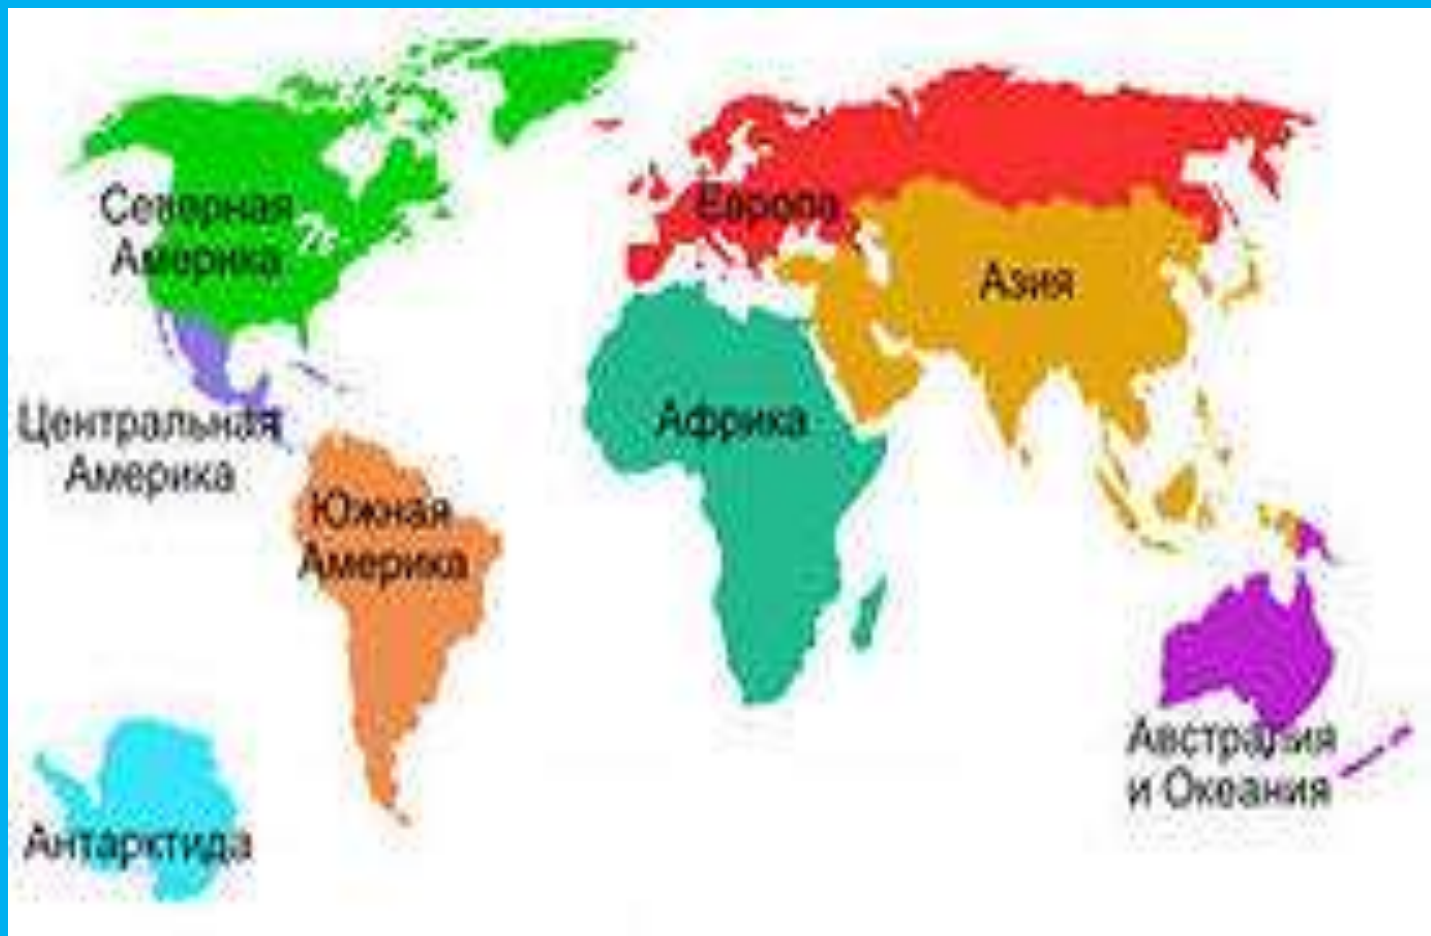 Северная
Америка
Европа
Азия
Центральная
Америка
Африка
Южная
Америка
Австралия
и Океания
Антарктида